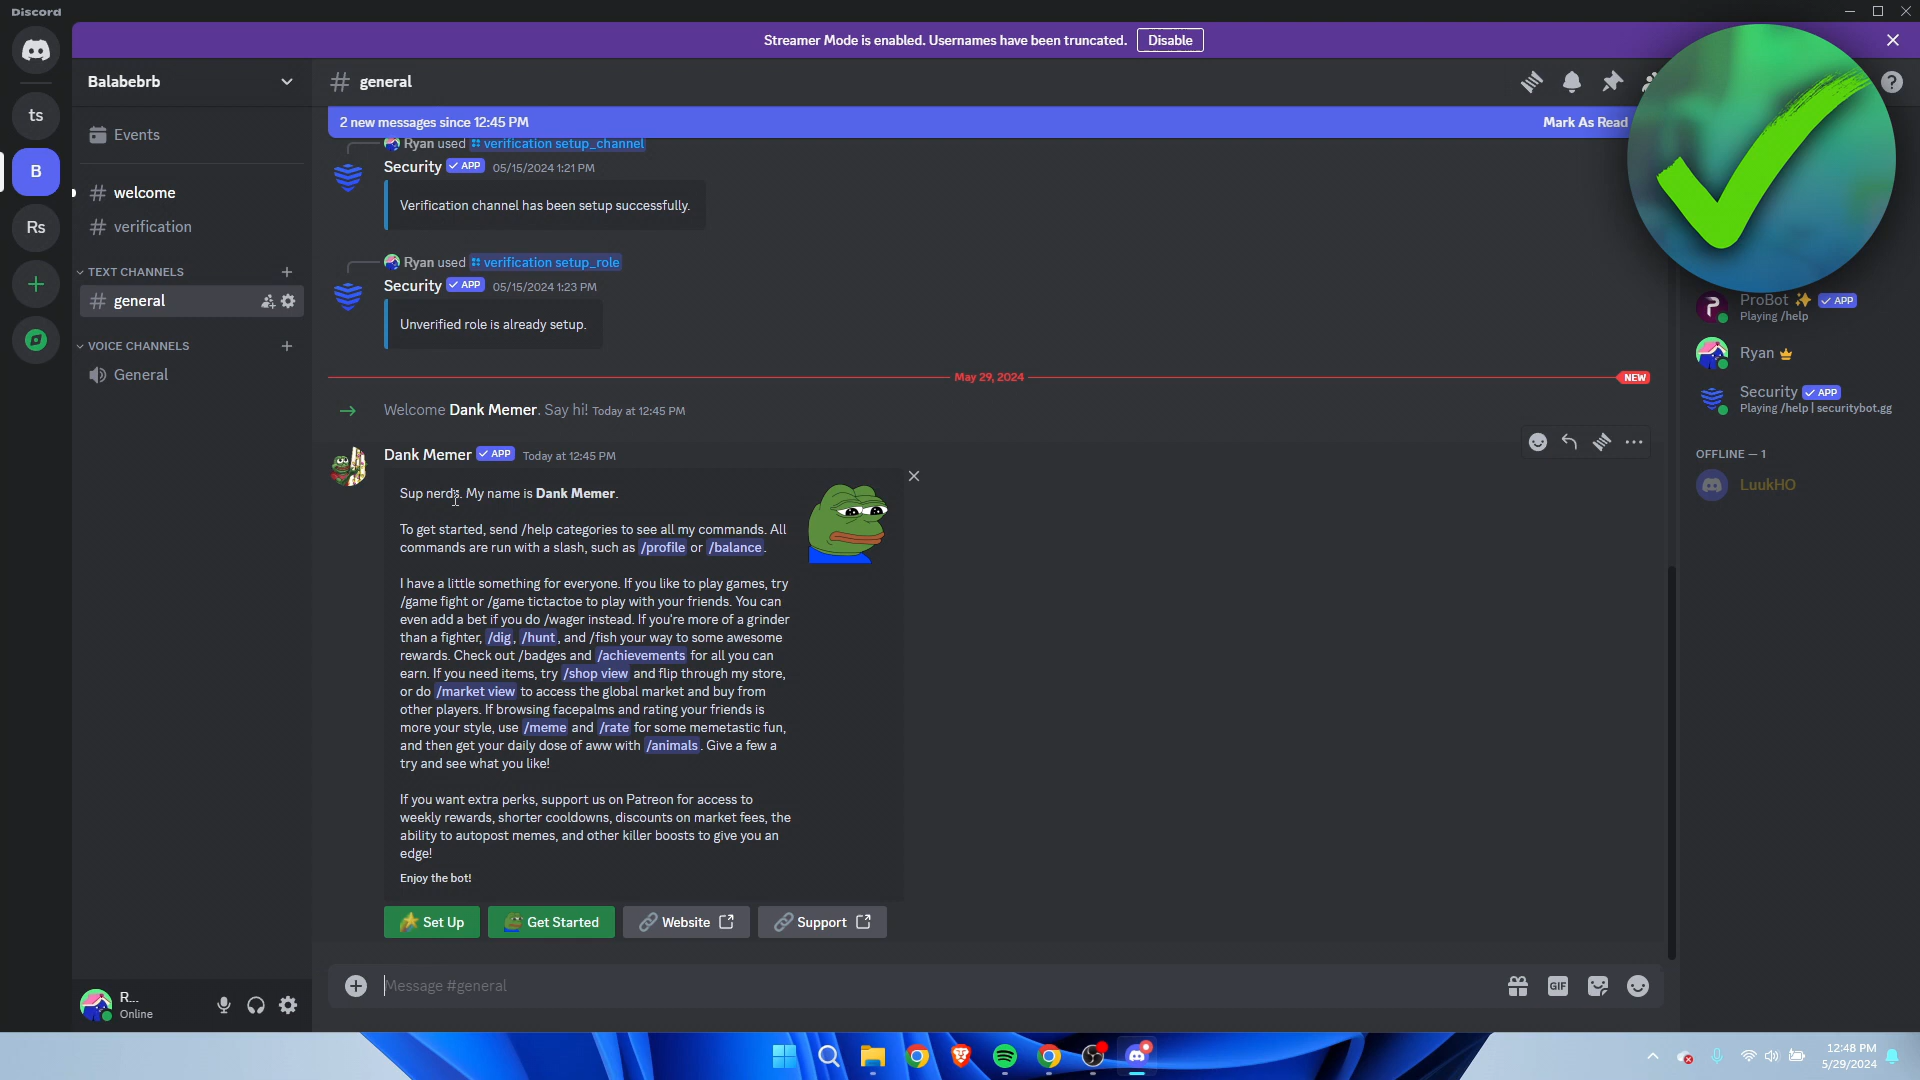 Discord
Streamer Mode is enabled. Usernames have been truncated. Disable
Balabebrb
general
2 new messages since 12:45 PM
Mark As Read
ts
B
Rs
Events
welcome
verification
TEXT CHANNELS
general
VOICE CHANNELS
General
Ryan used verification setup_channel
Security APP 05/15/2024 1:21 PM
Verification channel has been setup successfully.
Ryan used verification setup_role
Security APP 05/15/2024 1:23 PM
Unverified role is already setup.
May 29, 2024
NEW
Welcome Dank Memer. Say hi! Today at 12:45 PM
Dank Memer APP Today at 12:45 PM
Sup nerds. My name is Dank Memer.
To get started, send /help categories to see all my commands. All
commands are run with a slash, such as /profile or /balance.
I have a little something for everyone. If you like to play games, try
/game fight or /game tictactoe to play with your friends. You can
even add a bet if you do /wager instead. If you're more of a grinder
than a fighter, /dig, /hunt, and /fish your way to some awesome
rewards. Check out /badges and /achievements for all you can
earn. If you need items, try /shop view and flip through my store,
or do /market view to access the global market and buy from
other players. If browsing facepalms and rating your friends is
more your style, use /meme and /rate for some memetastic fun,
and then get your daily dose of aww with /animals. Give a few a
try and see what you like!
If you want extra perks, support us on Patreon for access to
weekly rewards, shorter cooldowns, discounts on market fees, the
ability to autopost memes, and other killer boosts to give you an
edge!
Enjoy the bot!
Set Up
Get Started
Website
Support
Message #general
GIF
ProBot APP
Playing /help
Ryan
Security APP
Playing /help | securitybot.gg
OFFLINE — 1
LuukHO
R...
Online
12:48 PM
5/29/2024